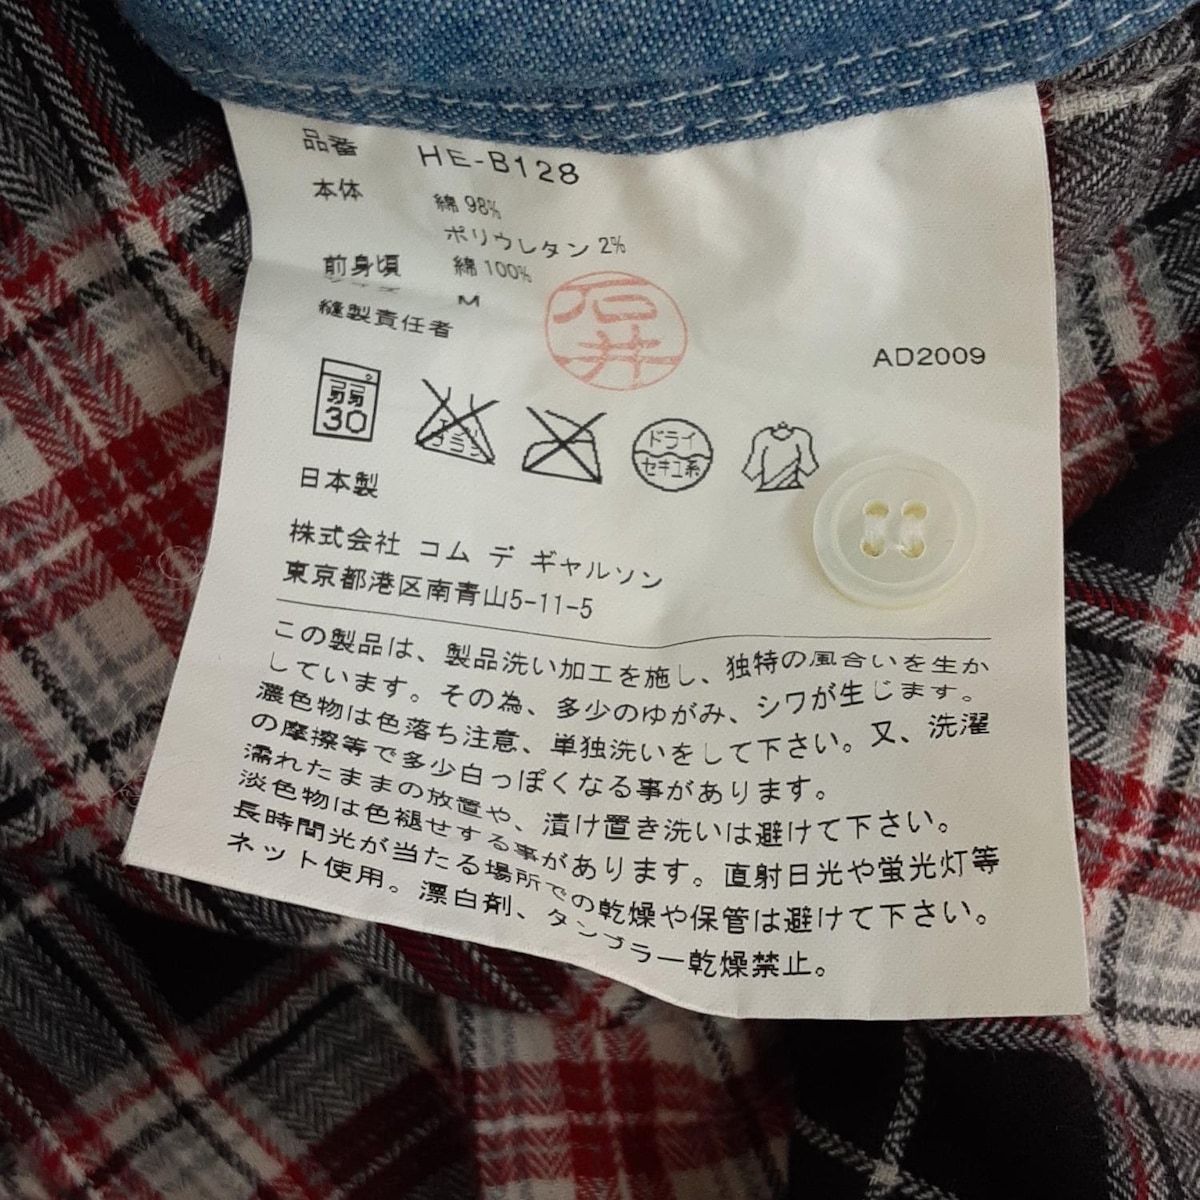 品番 HE-B128
本体 綿 98%
ポリウレタン 2%
前身頃 綿 100%
サイズ M
縫製責任者
石井
AD2009
弱 30
エンソ フラシ
ドライ
セキユ系
日本製
株式会社 コム デ ギャルソン
東京都港区南青山5-11-5
この製品は、製品洗い加工を施し、独特の風合いを生か
しています。その為、多少のゆがみ、シワが生じます。
濃色物は色落ち注意、単独洗いをして下さい。又、洗濯
の摩擦等で多少白っぽくなる事があります。
濡れたままの放置や、漬け置き洗いは避けて下さい。
淡色物は色褪せする事があります。直射日光や蛍光灯等
長時間光が当たる場所での乾燥や保管は避けて下さい。
ネット使用。漂白剤、タンブラー乾燥禁止。